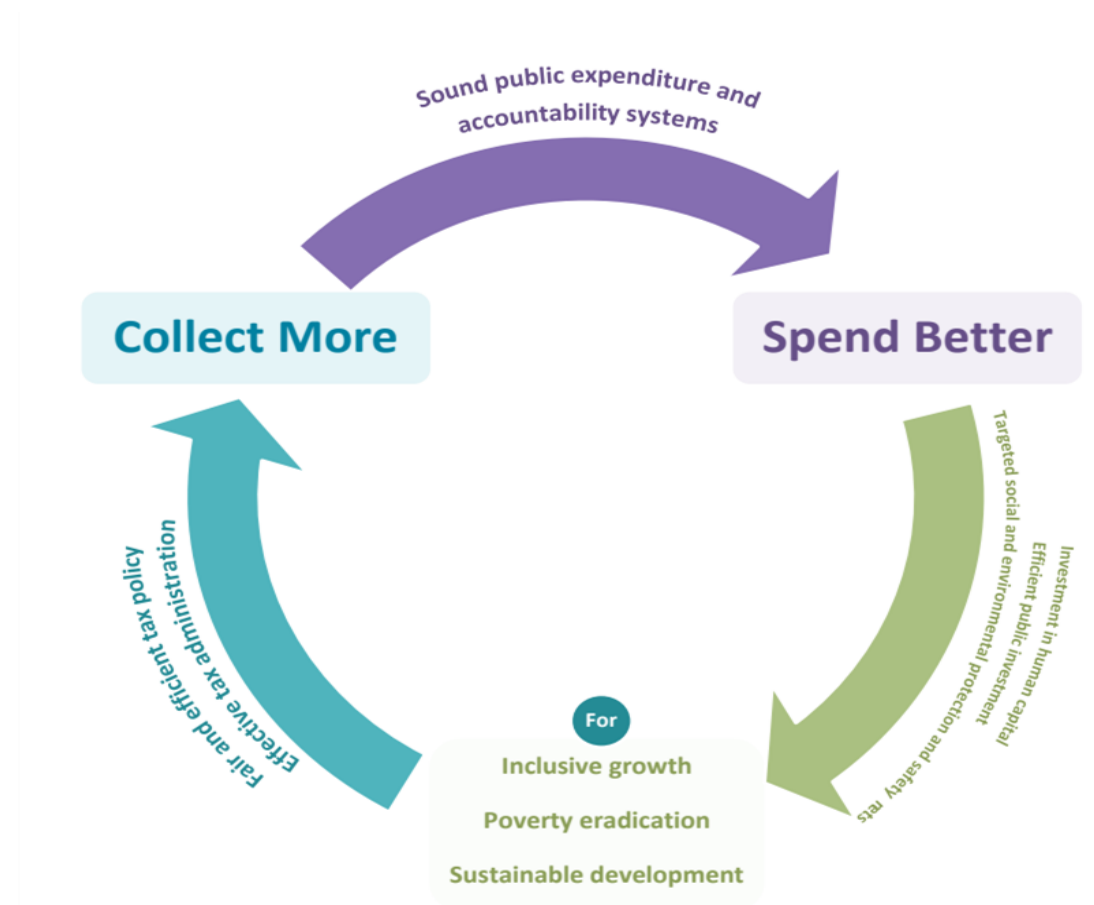 Sound public expenditure and
accountability systems
Collect More
Spend Better
Targeted social and environmental protection and safety rets
Efficient public investment
Investment in human capital
Fair and efficient tax policy
Effective tax administration
For
Inclusive growth
Poverty eradication
Sustainable development